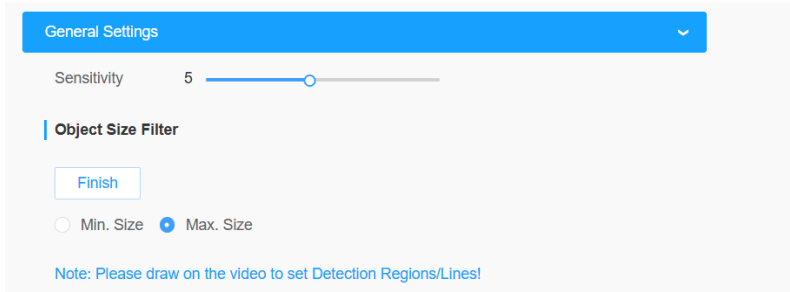 General Settings
Sensitivity 5
Object Size Filter
Finish
Min. Size Max. Size
Note: Please draw on the video to set Detection Regions/Lines!